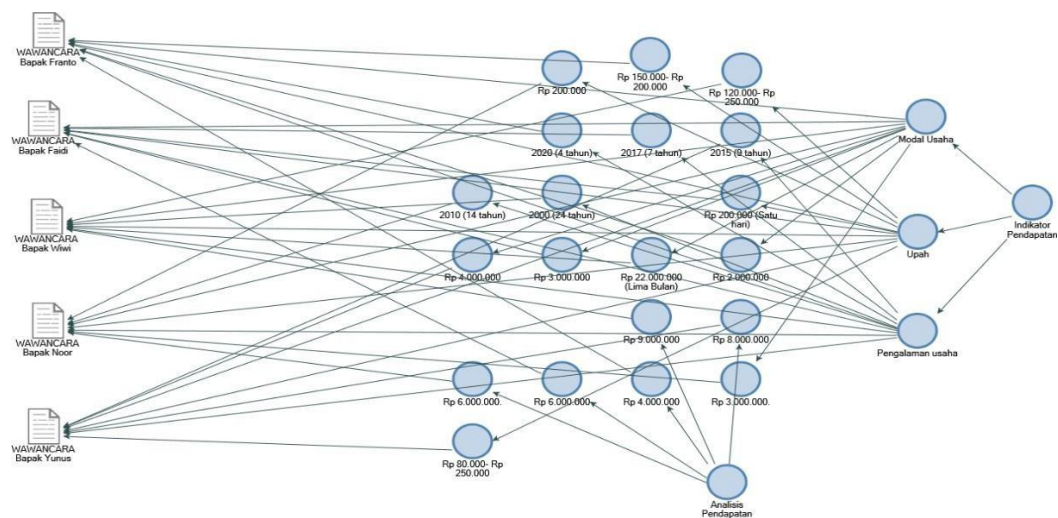 WAWANCARA
Bapak Franto
Rp 200.000
Rp 150.000- Rp
200.000
Rp 120.000- Rp
250.000
Modal Usaha
WAWANCARA
Bapak Faidi
2020 (4 tahun)
2017 (7 tahun)
2015 (9 tahun)
WAWANCARA
Bapak Wiwi
2010 (14 tahun)
2000 (24 tahun)
Rp 200.000 (Satu
hari)
Upah
Indikator
Pendapatan
Rp 4.000.000
Rp 3.000.000
Rp 22.000.000
(Lima Bulan)
Rp 2.000.000
WAWANCARA
Bapak Noor
Rp 9.000.000
Rp 8.000.000
Pengalaman usaha
Rp 6.000.000.
Rp 6.000.000
Rp 4.000.000
Rp 3.000.000.
WAWANCARA
Bapak Yunus
Rp 80.000- Rp
250.000
Analisis
Pendapatan